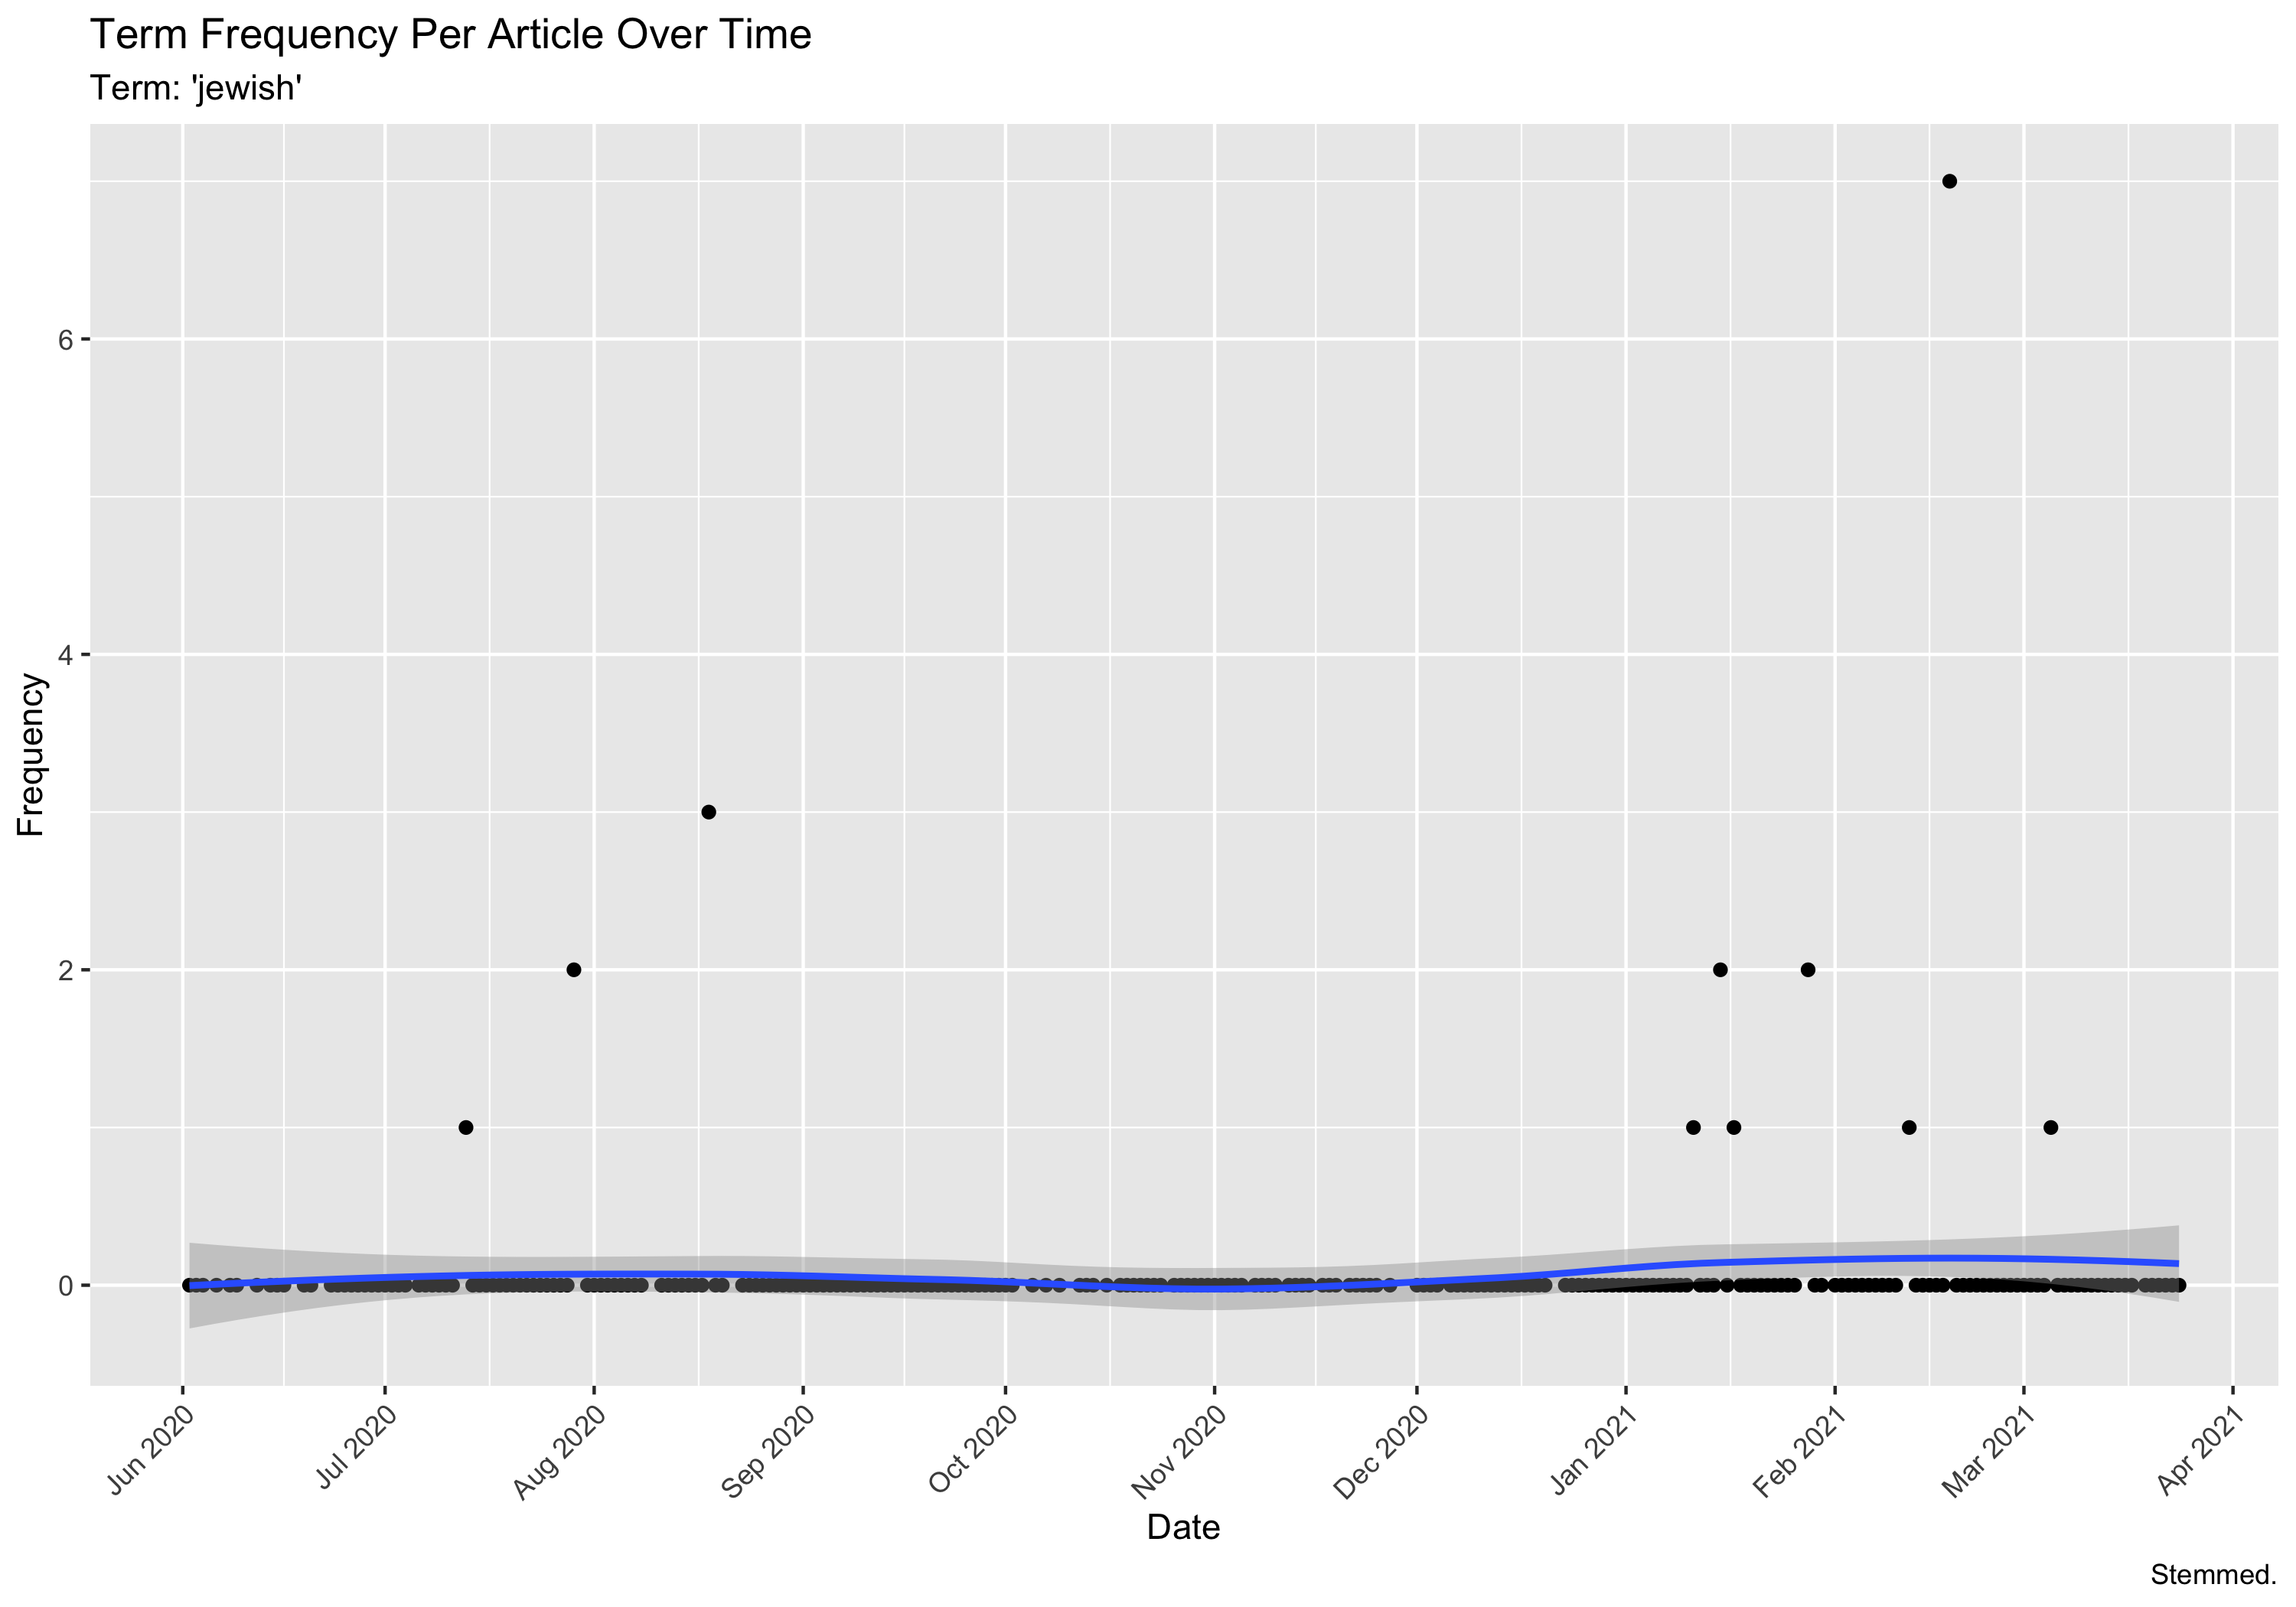 Term Frequency Per Article Over Time
Term: 'jewish'
Frequency
6
4
2
0
Jun 2020
Jul 2020
Aug 2020
Sep 2020
Oct 2020
Nov 2020
Dec 2020
Jan 2021
Feb 2021
Mar 2021
Apr 2021
Date
Stemmed.